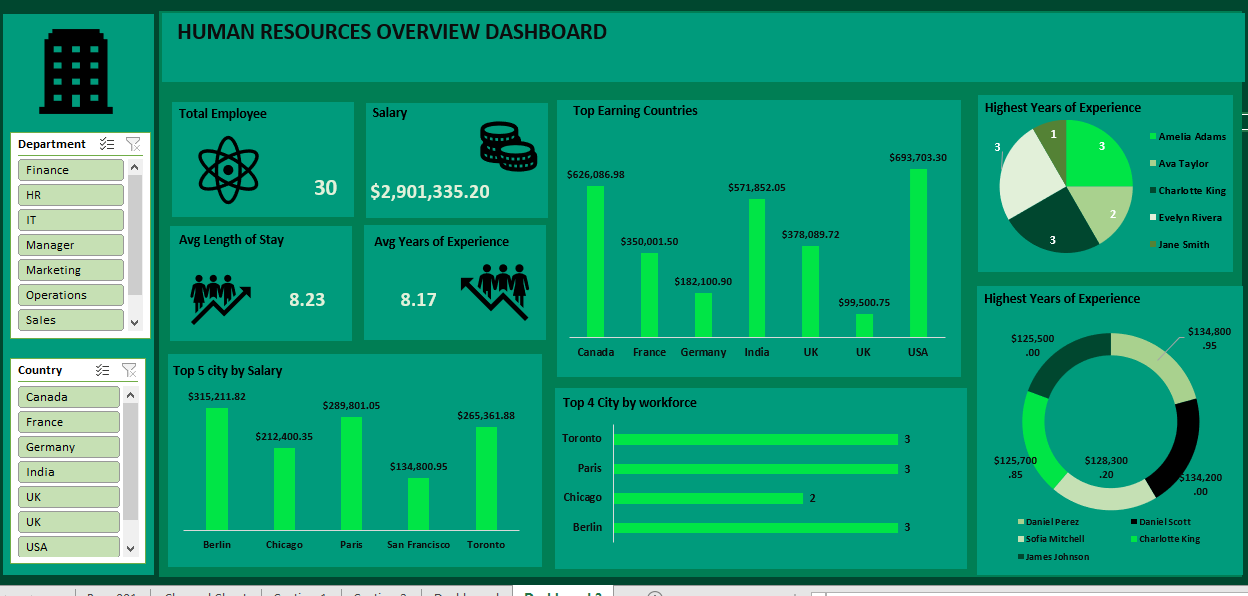 HUMAN RESOURCES OVERVIEW DASHBOARD
Department
Finance
HR
IT
Manager
Marketing
Operations
Sales
Country
Canada
France
Germany
India
UK
UK
USA
Total Employee
30
Salary
$2,901,335.20
Avg Length of Stay
8.23
Avg Years of Experience
8.17
Top 5 city by Salary
$315,211.82
$212,400.35
$289,801.05
$134,800.95
$265,361.88
Berlin Chicago Paris San Francisco Toronto
Top Earning Countries
$626,086.98
$350,001.50
$182,100.90
$571,852.05
$378,089.72
$99,500.75
$693,703.30
Canada France Germany India UK UK USA
Top 4 City by workforce
Toronto 3
Paris 3
Chicago 2
Berlin 3
Highest Years of Experience
3
2
3
3
1
Amelia Adams
Ava Taylor
Charlotte King
Evelyn Rivera
Jane Smith
Highest Years of Experience
$134,800
.95
$134,200
.00
$128,300
.20
$125,700
.85
$125,500
.00
Daniel Perez Daniel Scott
Sofia Mitchell Charlotte King
James Johnson